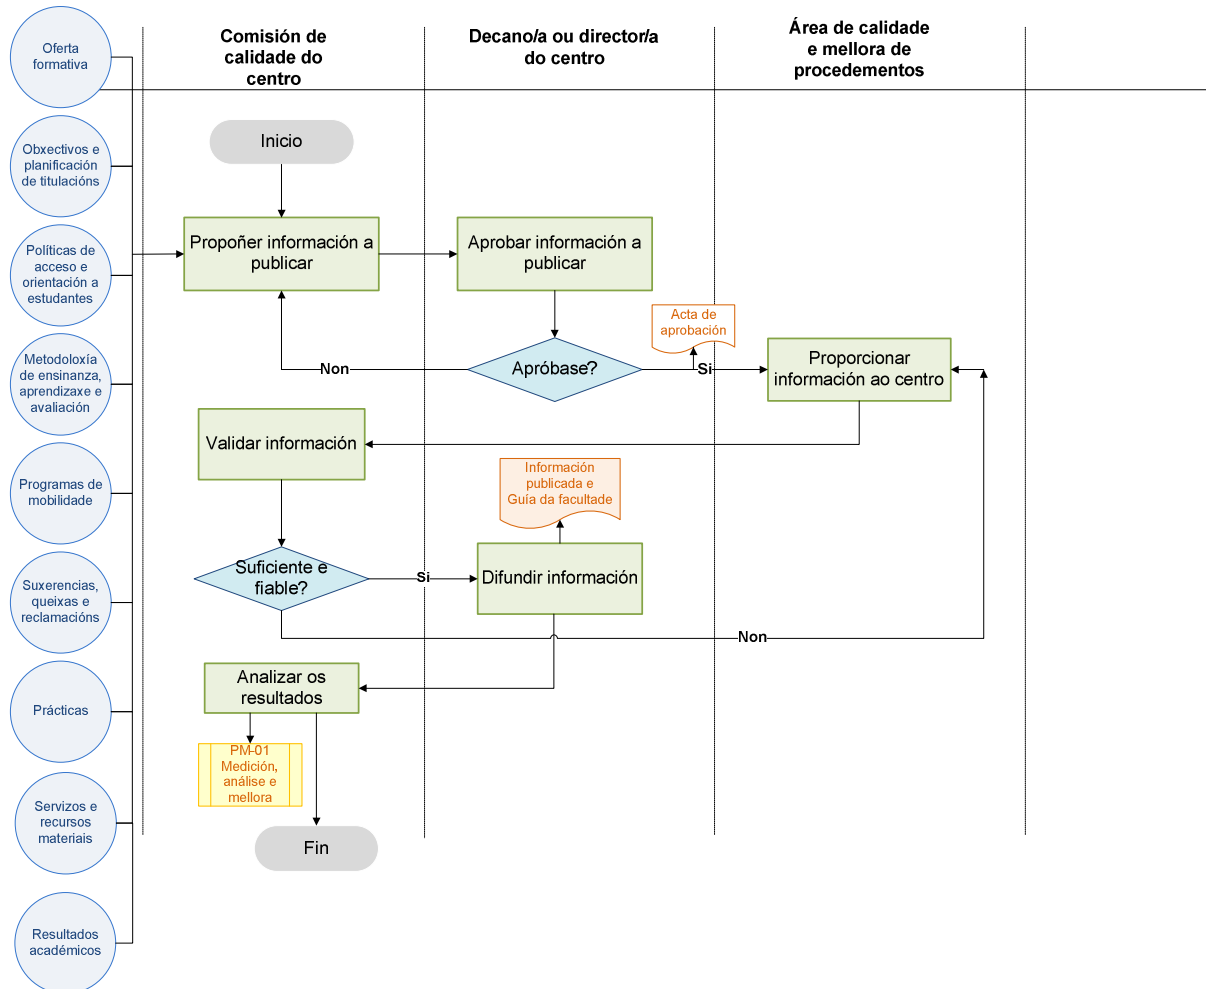 Comisión de
calidade do
centro
Decano/a ou director/a
do centro
Área de calidade
e mellora de
procedementos
Oferta
formativa
Obxectivos e
planificación
de titulacións
Políticas de
acceso e
orientación a
estudantes
Metodoloxía
de ensinanza,
aprendizaxe e
avaliación
Programas de
mobilidade
Suxerencias,
queixas e
reclamacións
Prácticas
Servizos e
recursos
materiais
Resultados
académicos
Inicio
Propoñer información a
publicar
Aprobar información a
publicar
Acta de
aprobación
Apróbase?
Non
Si
Proporcionar
información ao centro
Validar información
Información
publicada e
Guía da facultade
Suficiente e
fiable?
Si
Difundir información
Non
Analizar os
resultados
PM-01
Medición,
análise e
mellora
Fin